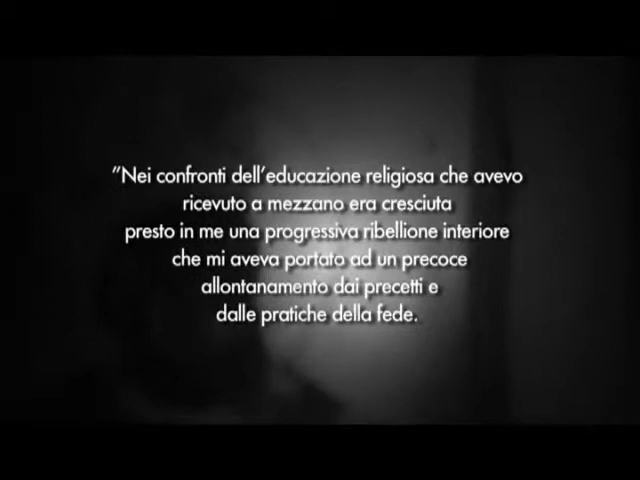 "Nei confronti dell'educazione religiosa che avevo
ricevuto a mezzano era cresciuta
presto in me una progressiva ribellione interiore
che mi aveva portato ad un precoce
allontanamento dai precetti e
dalle pratiche della fede.